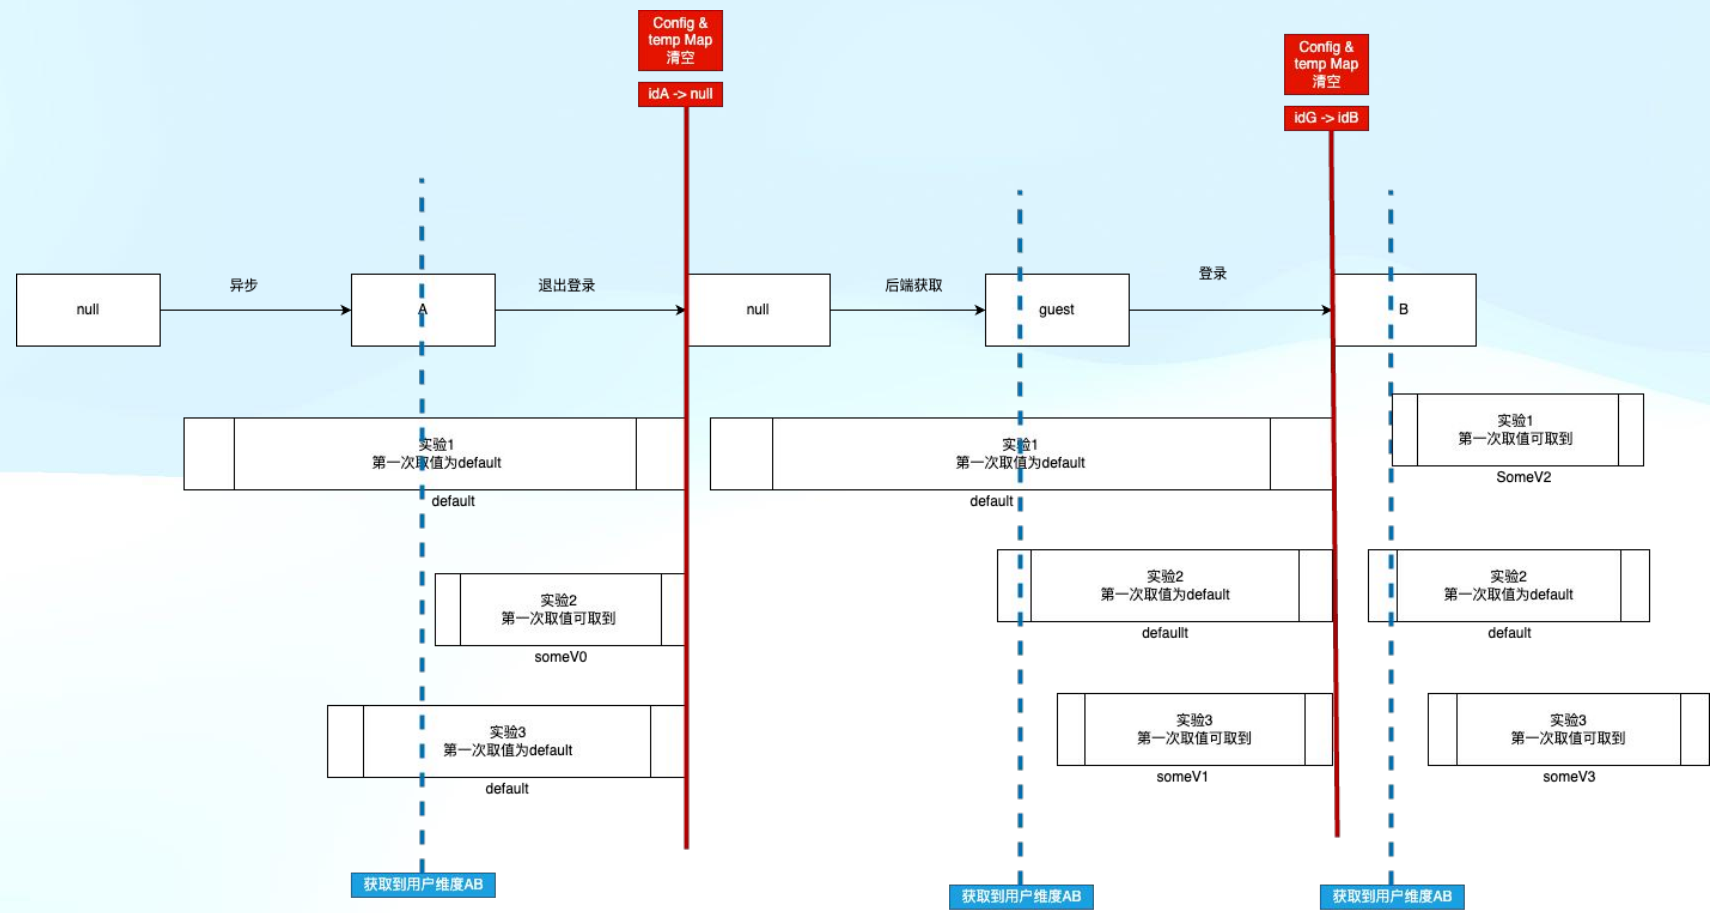 Config &
temp Map
清空
idA -> null
Config &
temp Map
清空
idG -> idB
null
异步
A
退出登录
null
后端获取
guest
登录
B
实验1
第一次取值为default
default
实验1
第一次取值为default
default
实验1
第一次取值可取到
SomeV2
实验2
第一次取值可取到
someV0
实验2
第一次取值为default
defaullt
实验2
第一次取值为default
default
实验3
第一次取值为default
default
实验3
第一次取值可取到
someV1
实验3
第一次取值可取到
someV3
获取到用户维度AB
获取到用户维度AB
获取到用户维度AB